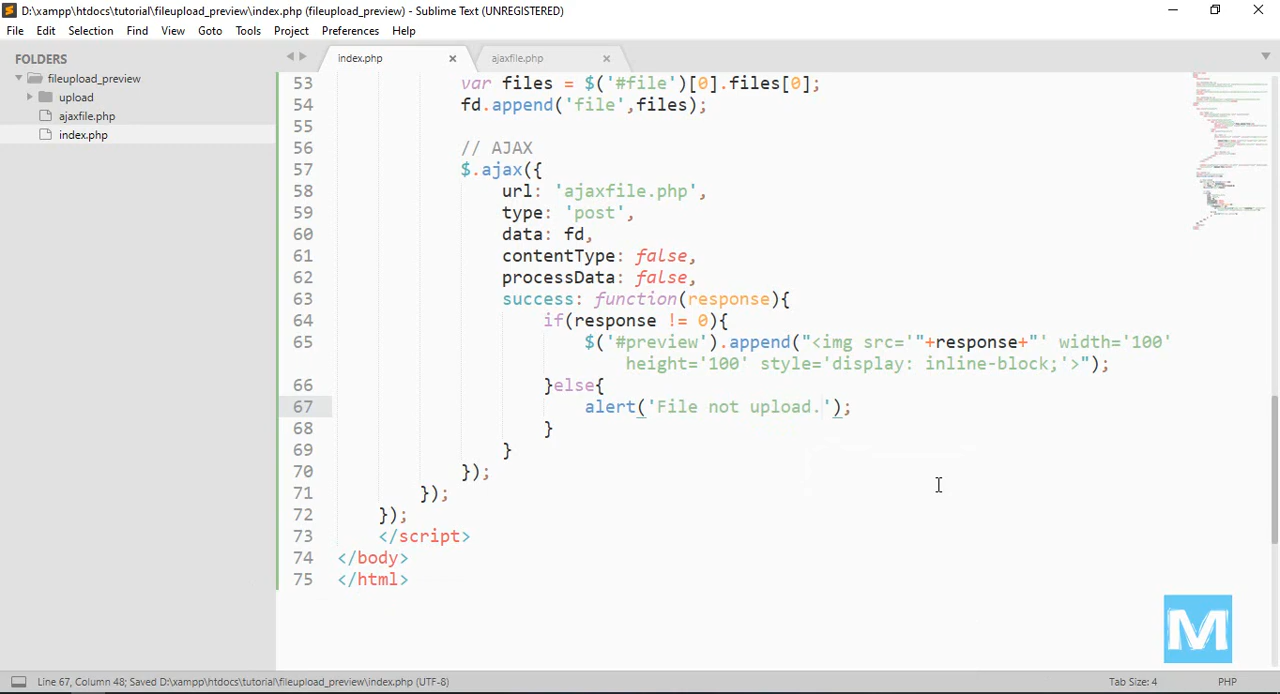 D:\xampp\htdocs\tutorial\fileupload_preview\index.php (fileupload_preview) - Sublime Text (UNREGISTERED)
File Edit Selection Find View Goto Tools Project Preferences Help
FOLDERS
fileupload_preview
upload
ajaxfile.php
index.php
index.php ajaxfile.php
53 var files = $('#file')[0].files[0];
54 fd.append('file',files);
55
56 // AJAX
57 $.ajax({
58 url: 'ajaxfile.php',
59 type: 'post',
60 data: fd,
61 contentType: false,
62 processData: false,
63 success: function(response){
64 if(response != 0){
65 $('#preview').append("<img src='"+response+"' width='100'
height='100' style='display: inline-block;'>");
66 }else{
67 alert('File not upload.');
68 }
69 }
70 });
71 });
72 });
73 </script>
74 </body>
75 </html>
M
Line 67, Column 48; Saved D:\xampp\htdocs\tutorial\fileupload_preview\index.php (UTF-8) Tab Size: 4 PHP